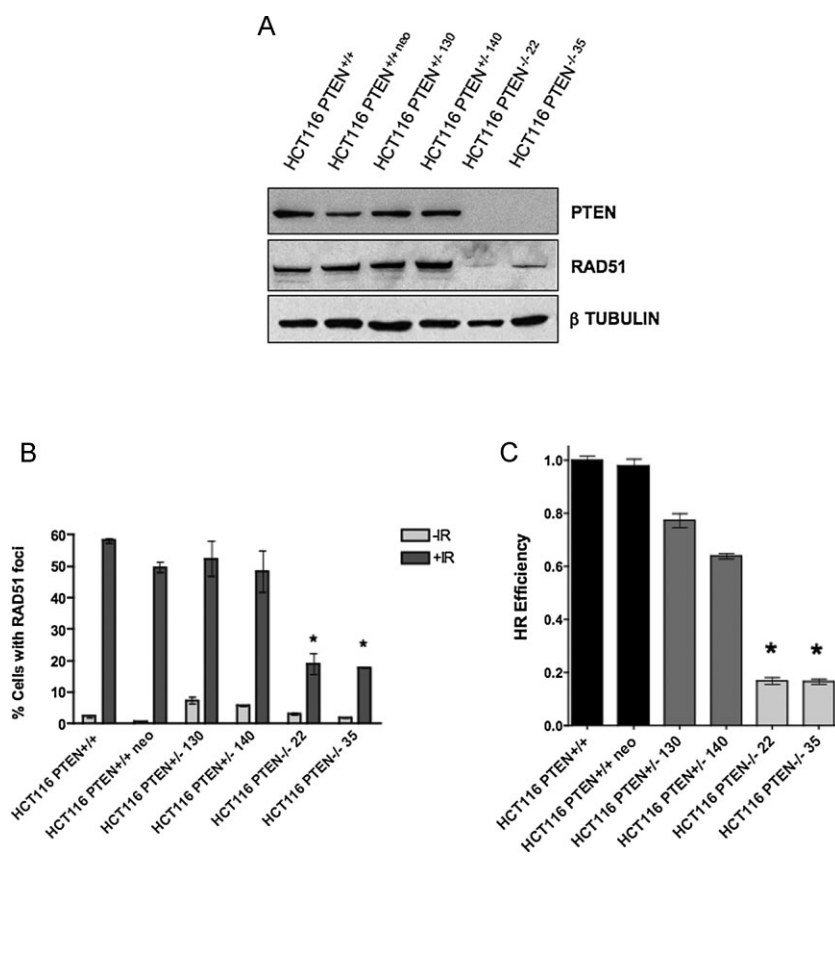 A
HCT116 PTEN+/+
HCT116 PTEN+/+ neo
HCT116 PTEN+/- 130
HCT116 PTEN+/- 140
HCT116 PTEN-/- 22
HCT116 PTEN-/- 35
PTEN
RAD51
β TUBULIN
B
% Cells with RAD51 foci
60
50
40
30
20
10
0
-IR
+IR
*
*
HCT116 PTEN+/+
HCT116 PTEN+/+ neo
HCT116 PTEN+/- 130
HCT116 PTEN+/- 140
HCT116 PTEN-/- 22
HCT116 PTEN-/- 35
C
HR Efficiency
1.0
0.8
0.6
0.4
0.2
0.0
*
*
HCT116 PTEN+/+
HCT116 PTEN+/+ neo
HCT116 PTEN+/- 130
HCT116 PTEN+/- 140
HCT116 PTEN-/- 22
HCT116 PTEN-/- 35